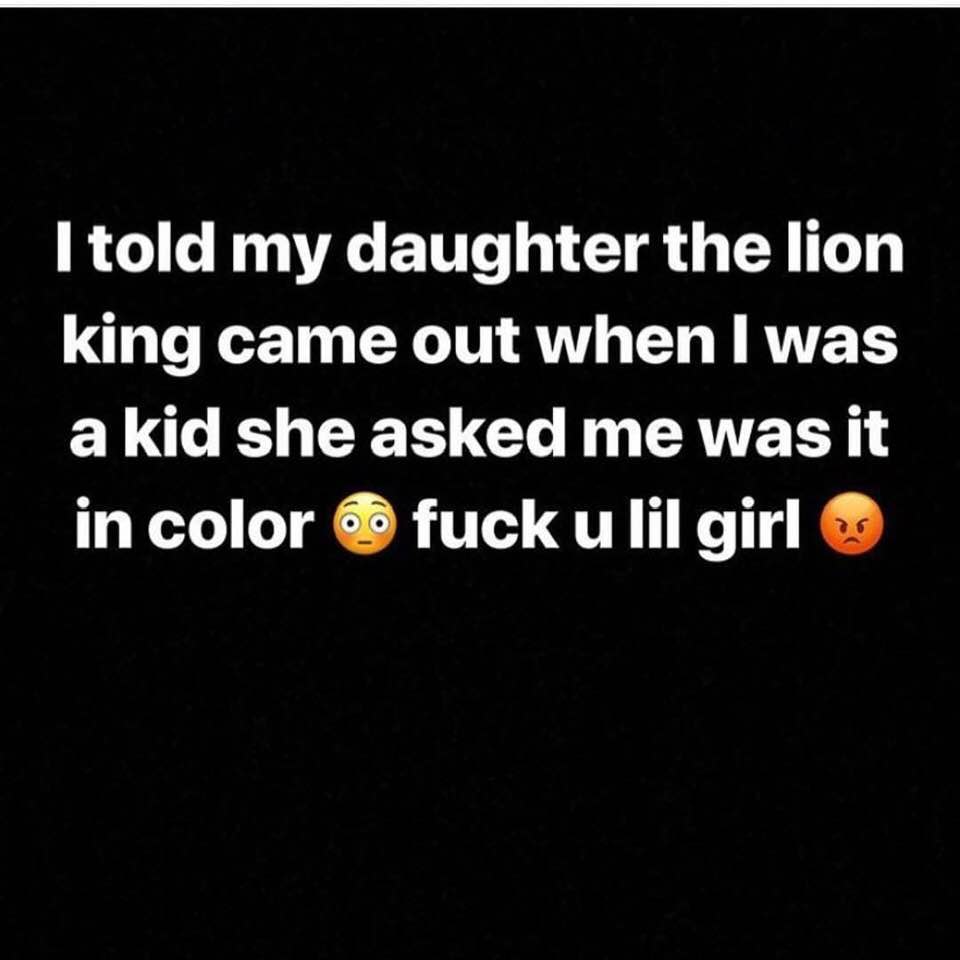 I told my daughter the lion
king came out when I was
a kid she asked me was it
in color 😳 fuck u lil girl 😡